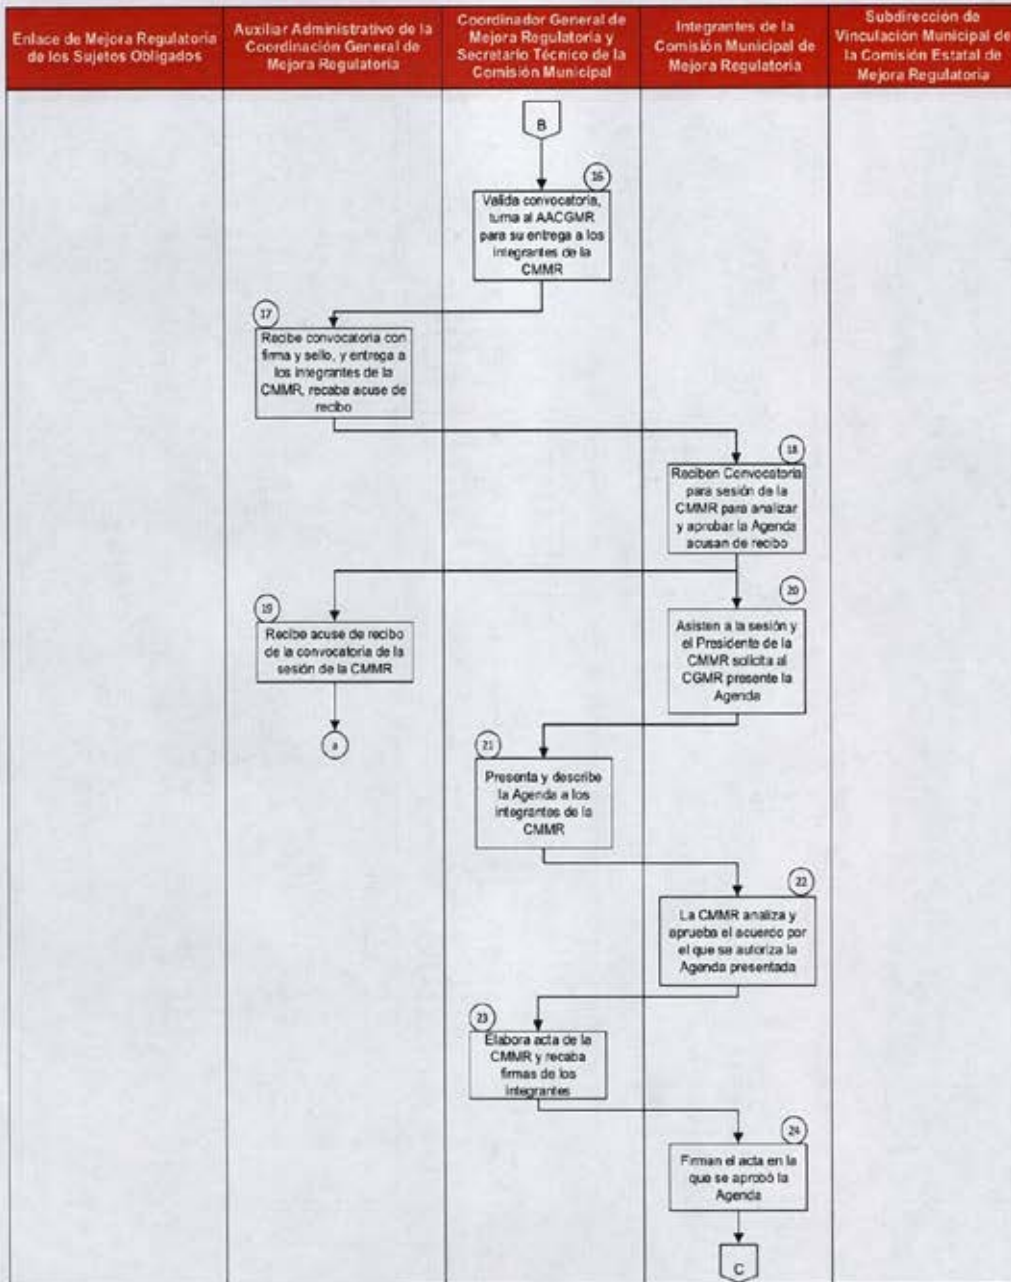 Enlace de Mejora Regulatoria
de los Sujetos Obligados
Auxiliar Administrativo de la
Coordinación General de
Mejora Regulatoria
Coordinador General de
Mejora Regulatoria y
Secretario Técnico de la
Comisión Municipal
Integrantes de la
Comisión Municipal de
Mejora Regulatoria
Subdirección de
Vinculación Municipal de
la Comisión Estatal de
Mejora Regulatoria
B
16
Valida convocatoria,
turna al AACGMR
para su entrega a los
integrantes de la
CMMR
17
Recibe convocatoria con
firma y sello, y entrega a
los integrantes de la
CMMR, recaba acuse de
recibo
18
Reciben Convocatoria
para sesión de la
CMMR para analizar
y aprobar la Agenda
acusan de recibo
19
Recibe acuse de recibo
de la convocatoria de la
sesión de la CMMR
a
20
Asisten a la sesión y
el Presidente de la
CMMR solicita al
CGMR presente la
Agenda
21
Presenta y describe
la Agenda a los
integrantes de la
CMMR
22
La CMMR analiza y
aprueba el acuerdo por
el que se autoriza la
Agenda presentada
23
Elabora acta de la
CMMR y recaba
firmas de los
integrantes
24
Firman el acta en la
que se aprobó la
Agenda
C